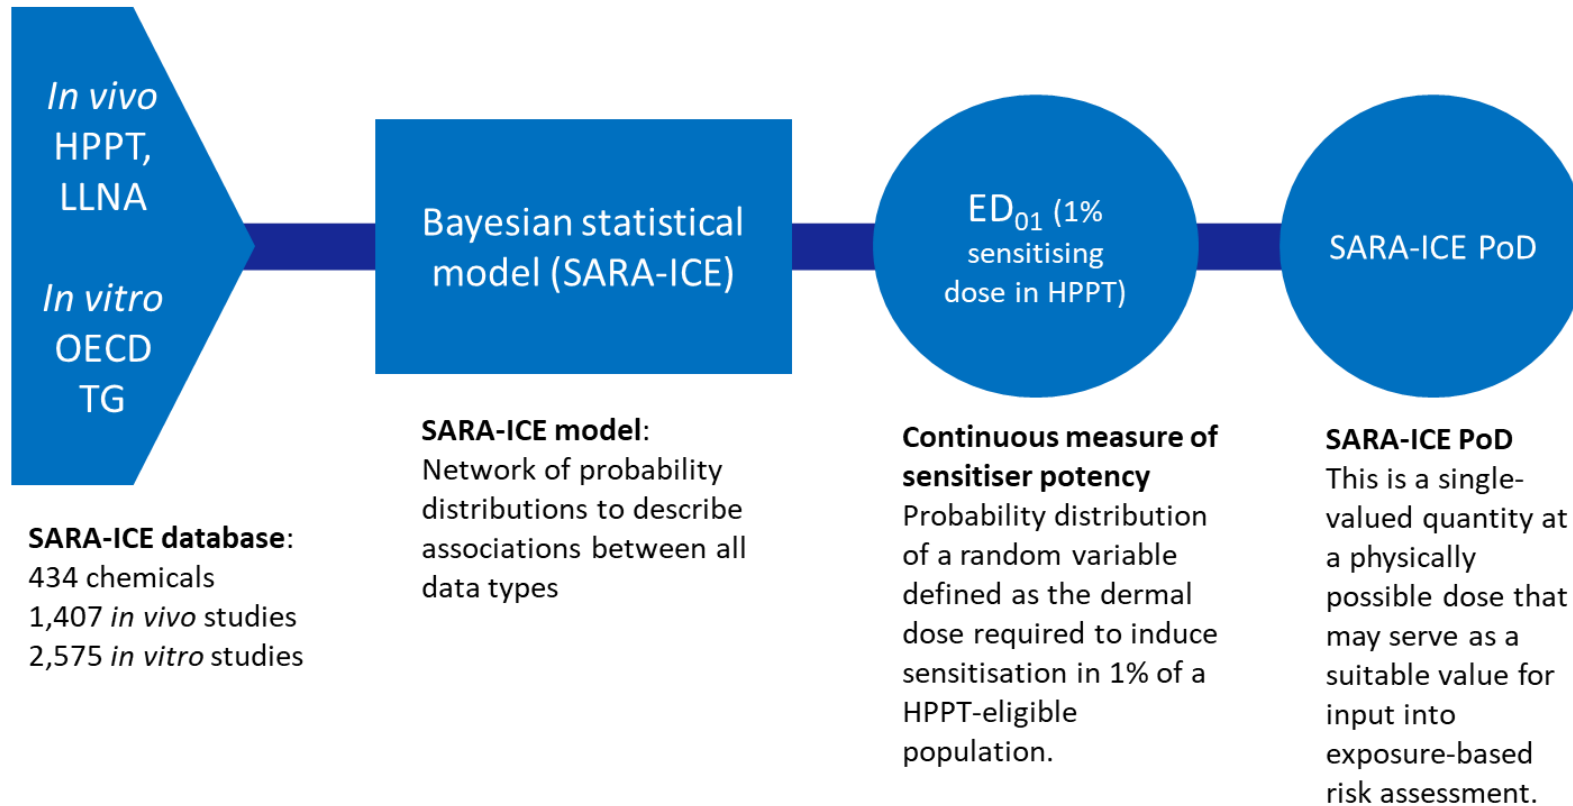 In vivo
HPPT,
LLNA
In vitro
OECD
TG
SARA-ICE database:
434 chemicals
1,407 in vivo studies
2,575 in vitro studies
Bayesian statistical
model (SARA-ICE)
SARA-ICE model:
Network of probability
distributions to describe
associations between all
data types
ED01 (1%
sensitising
dose in HPPT)
Continuous measure of
sensitiser potency
Probability distribution
of a random variable
defined as the dermal
dose required to induce
sensitisation in 1% of a
HPPT-eligible
population.
SARA-ICE PoD
SARA-ICE PoD
This is a single-
valued quantity at
a physically
possible dose that
may serve as a
suitable value for
input into
exposure-based
risk assessment.